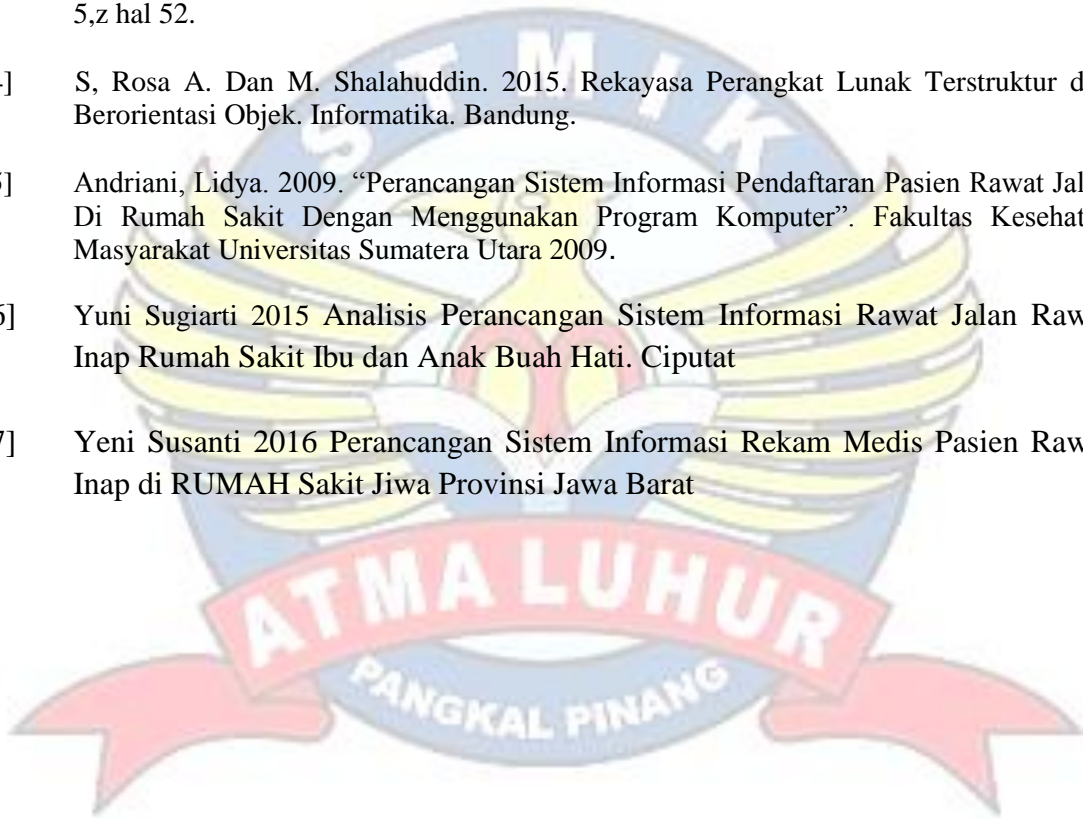 5,z hal 52.
S, Rosa A. Dan M. Shalahuddin. 2015. Rekayasa Perangkat Lunak Terstruktur d
Berorientasi Objek. Informatika. Bandung.
5]
Andriani, Lidya. 2009. “Perancangan Sistem Informasi Pendaftaran Pasien Rawat Jal
Di Rumah Sakit Dengan Menggunakan Program Komputer”. Fakultas Kesehat
Masyarakat Universitas Sumatera Utara 2009.
6]
Yuni Sugiarti 2015 Analisis Perancangan Sistem Informasi Rawat Jalan Raw
Inap Rumah Sakit Ibu dan Anak Buah Hati. Ciputat
7]
Yeni Susanti 2016 Perancangan Sistem Informasi Rekam Medis Pasien Raw
Inap di RUMAH Sakit Jiwa Provinsi Jawa Barat
STMIK
ATMA LUHUR
PANGKAL PINANG